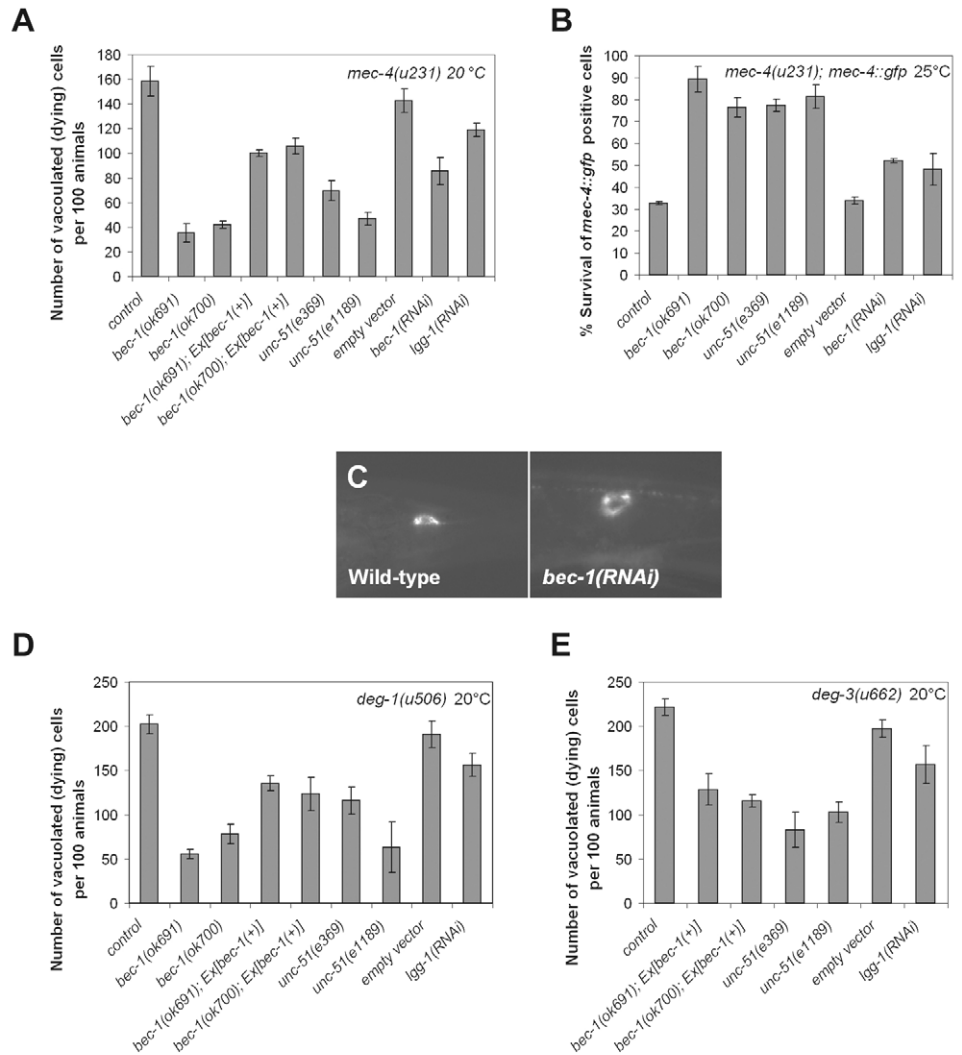 A
Number of vacoulated (dying) cells
per 100 animals
180
160
140
120
100
80
60
40
20
0
mec-4(u231) 20 °C
control
bec-1(ok691)
bec-1(ok700)
bec-1(ok691); Ex[bec-1(+)]
bec-1(ok700); Ex[bec-1(+)]
unc-51(e369)
unc-51(e1189)
empty vector
bec-1(RNAi)
lgg-1(RNAi)
B
% Survival of mec-4::gfp positive cells
100
90
80
70
60
50
40
30
20
10
0
mec-4(u231); mec-4::gfp 25°C
control
bec-1(ok691)
bec-1(ok700)
unc-51(e369)
unc-51(e1189)
empty vector
bec-1(RNAi)
lgg-1(RNAi)
C
Wild-type
bec-1(RNAi)
D
Number of vacuolated (dying) cells
per 100 animals
250
200
150
100
50
0
deg-1(u506) 20°C
control
bec-1(ok691)
bec-1(ok700)
bec-1(ok691); Ex[bec-1(+)]
bec-1(ok700); Ex[bec-1(+)]
unc-51(e369)
unc-51(e1189)
empty vector
lgg-1(RNAi)
E
Number of vacuolated (dying) cells
per 100 animals
250
200
150
100
50
0
deg-3(u662) 20°C
control
bec-1(ok691); Ex[bec-1(+)]
bec-1(ok700); Ex[bec-1(+)]
unc-51(e369)
unc-51(e1189)
empty vector
lgg-1(RNAi)